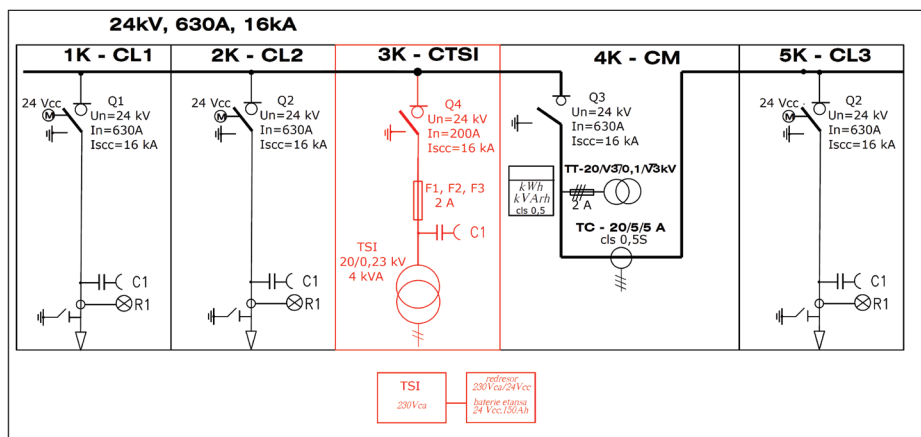 24kV, 630A, 16kA
1K - CL1
2K - CL2
3K - CTSI
4K - CM
5K - CL3
24 Vcc
M
Q1
Un=24 kV
In=630A
Iscc=16 kA
C1
R1
24 Vcc
M
Q2
Un=24 kV
In=630A
Iscc=16 kA
C1
R1
Q4
Un=24 kV
In=200A
Iscc=16 kA
F1, F2, F3
2 A
C1
TSI
20/0,23 kV
4 kVA
Q3
Un=24 kV
In=630A
Iscc=16 kA
TT-20/√3/0,1/√3kV
kWh
kVArh
cls 0,5
2 A
TC - 20/5/5 A
cls 0,5S
24 Vcc
M
Q2
Un=24 kV
In=630A
Iscc=16 kA
C1
R1
TSI
230Vca
redresor
230Vca/24Vcc
baterie etansa
24 Vcc,150Ah